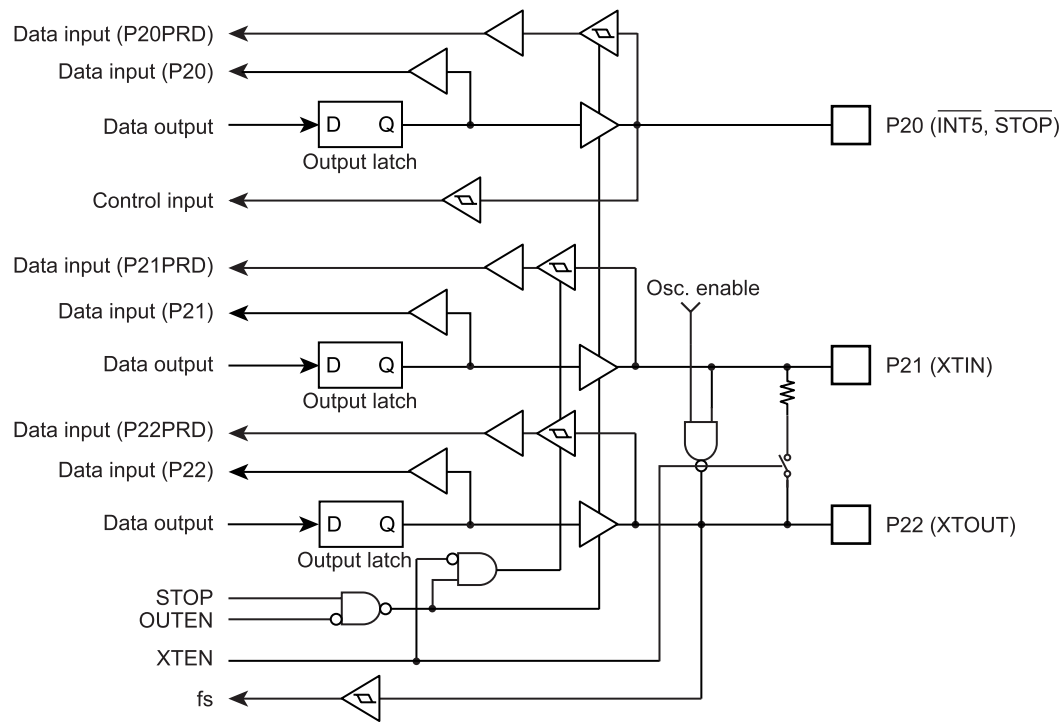 Data input (P20PRD)
Data input (P20)
Data output
D Q
Output latch
P20 (INT5, STOP)
Control input
Data input (P21PRD)
Osc. enable
Data input (P21)
Data output
D Q
Output latch
P21 (XTIN)
Data input (P22PRD)
Data input (P22)
Data output
D Q
Output latch
P22 (XTOUT)
STOP
OUTEN
XTEN
fs